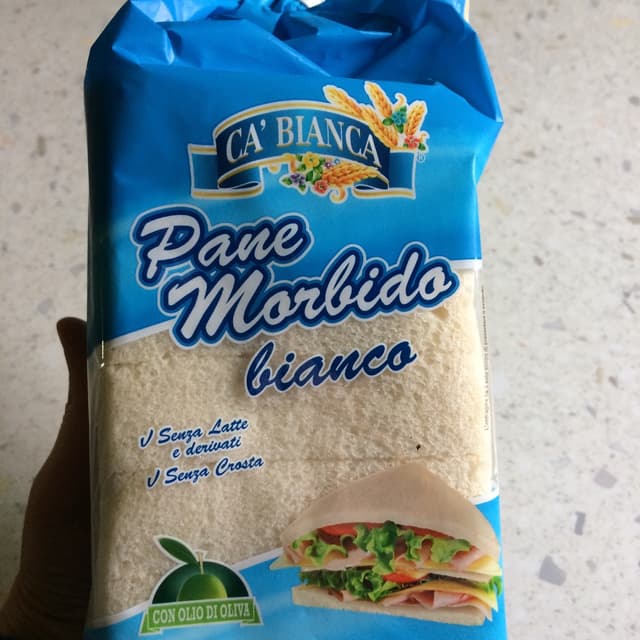 CA' BIANCA
®
Pane
Morbido
bianco
√ Senza Latte
e derivati
√ Senza Crosta
CON OLIO DI OLIVA